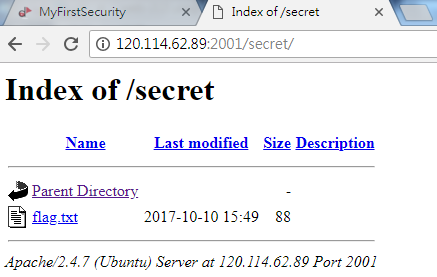 MyFirstSecurity
Index of /secret
120.114.62.89:2001/secret/
Index of /secret
Name Last modified Size Description
Parent Directory -
flag.txt 2017-10-10 15:49 88
Apache/2.4.7 (Ubuntu) Server at 120.114.62.89 Port 2001